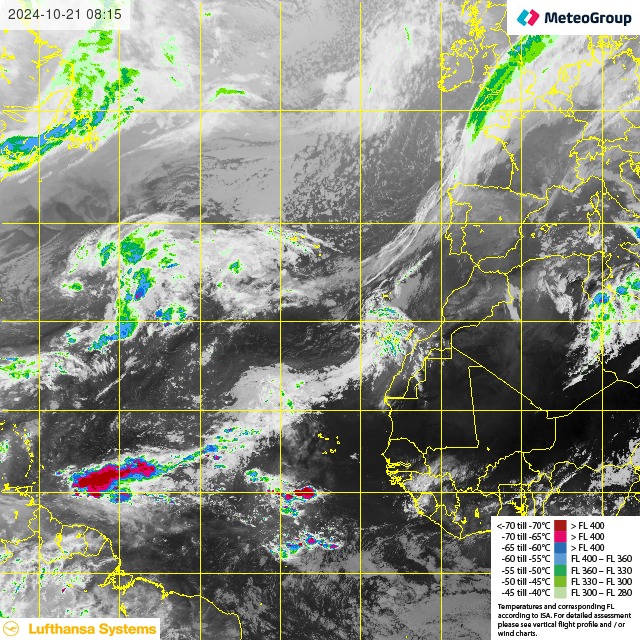 2024-10-21 08:15
MeteoGroup
<-70 till -70°C > FL 400
-70 till -65°C > FL 400
-65 till -60°C > FL 400
-60 till -55°C FL 400 – FL 360
-55 till -50°C FL 360 – FL 330
-50 till -45°C FL 330 – FL 300
-45 till -40°C FL 300 – FL 280
Temperatures and corresponding FL
according to ISA. For detailed assessment
please see vertical flight profile and / or
wind charts.
Lufthansa Systems